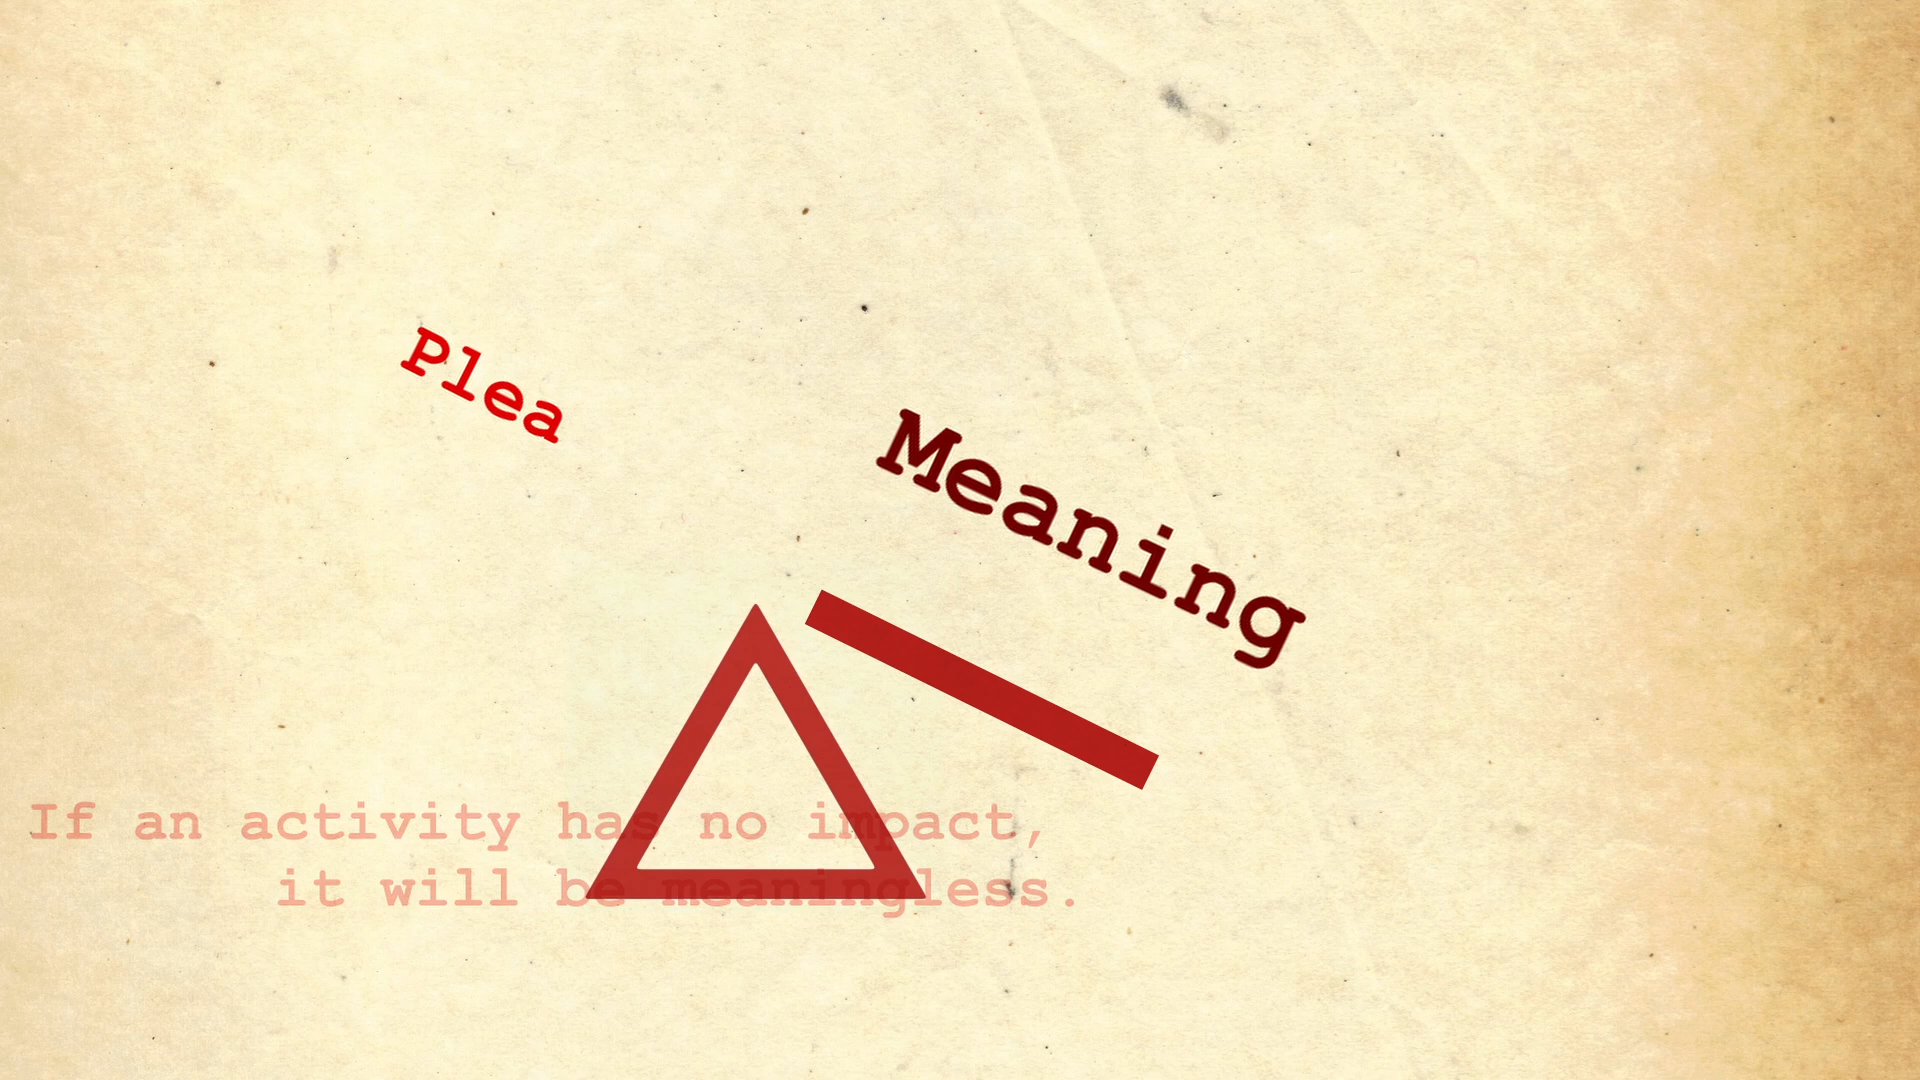 Plea
Meaning
If an activity has no impact,
it will be meaningless.